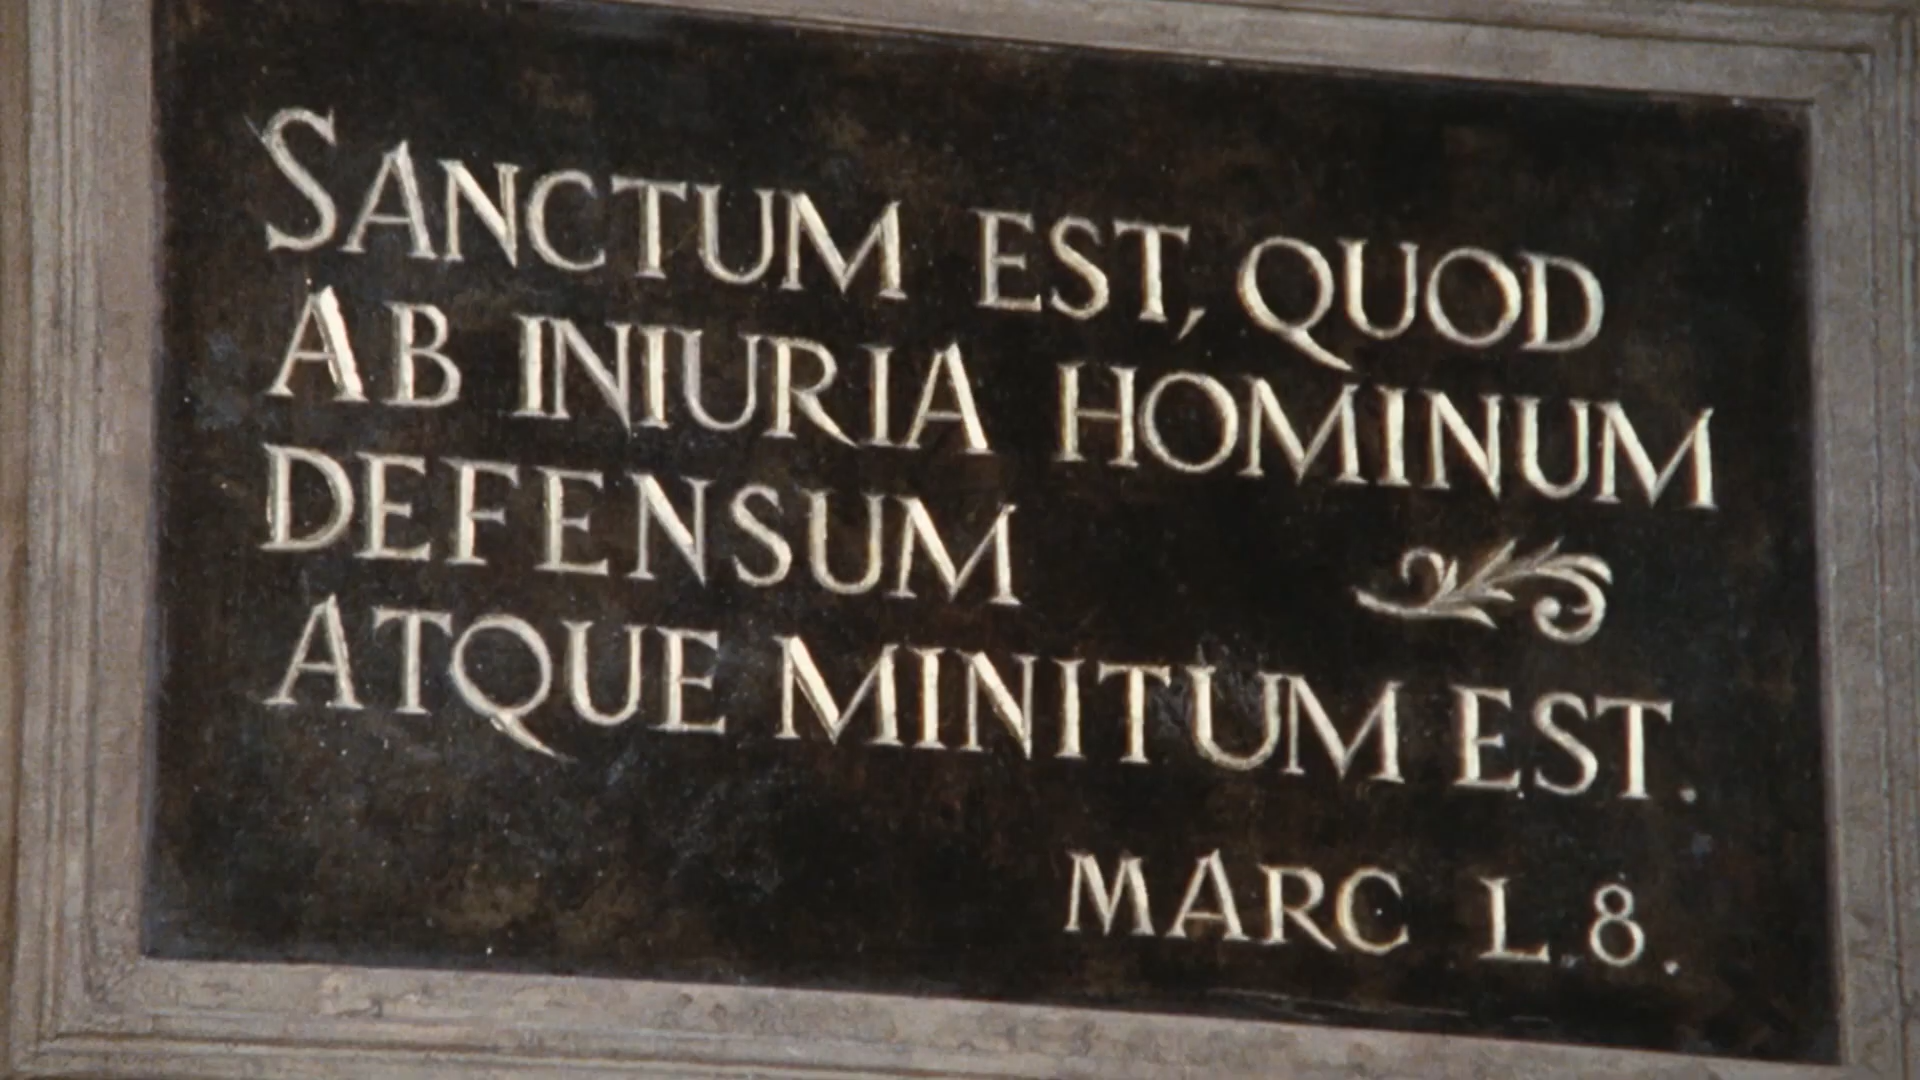 SANCTUM EST, QUOD
AB INIURIA HOMINUM
DEFENSUM
ATQUE MINITUM EST.
MARC L.8.